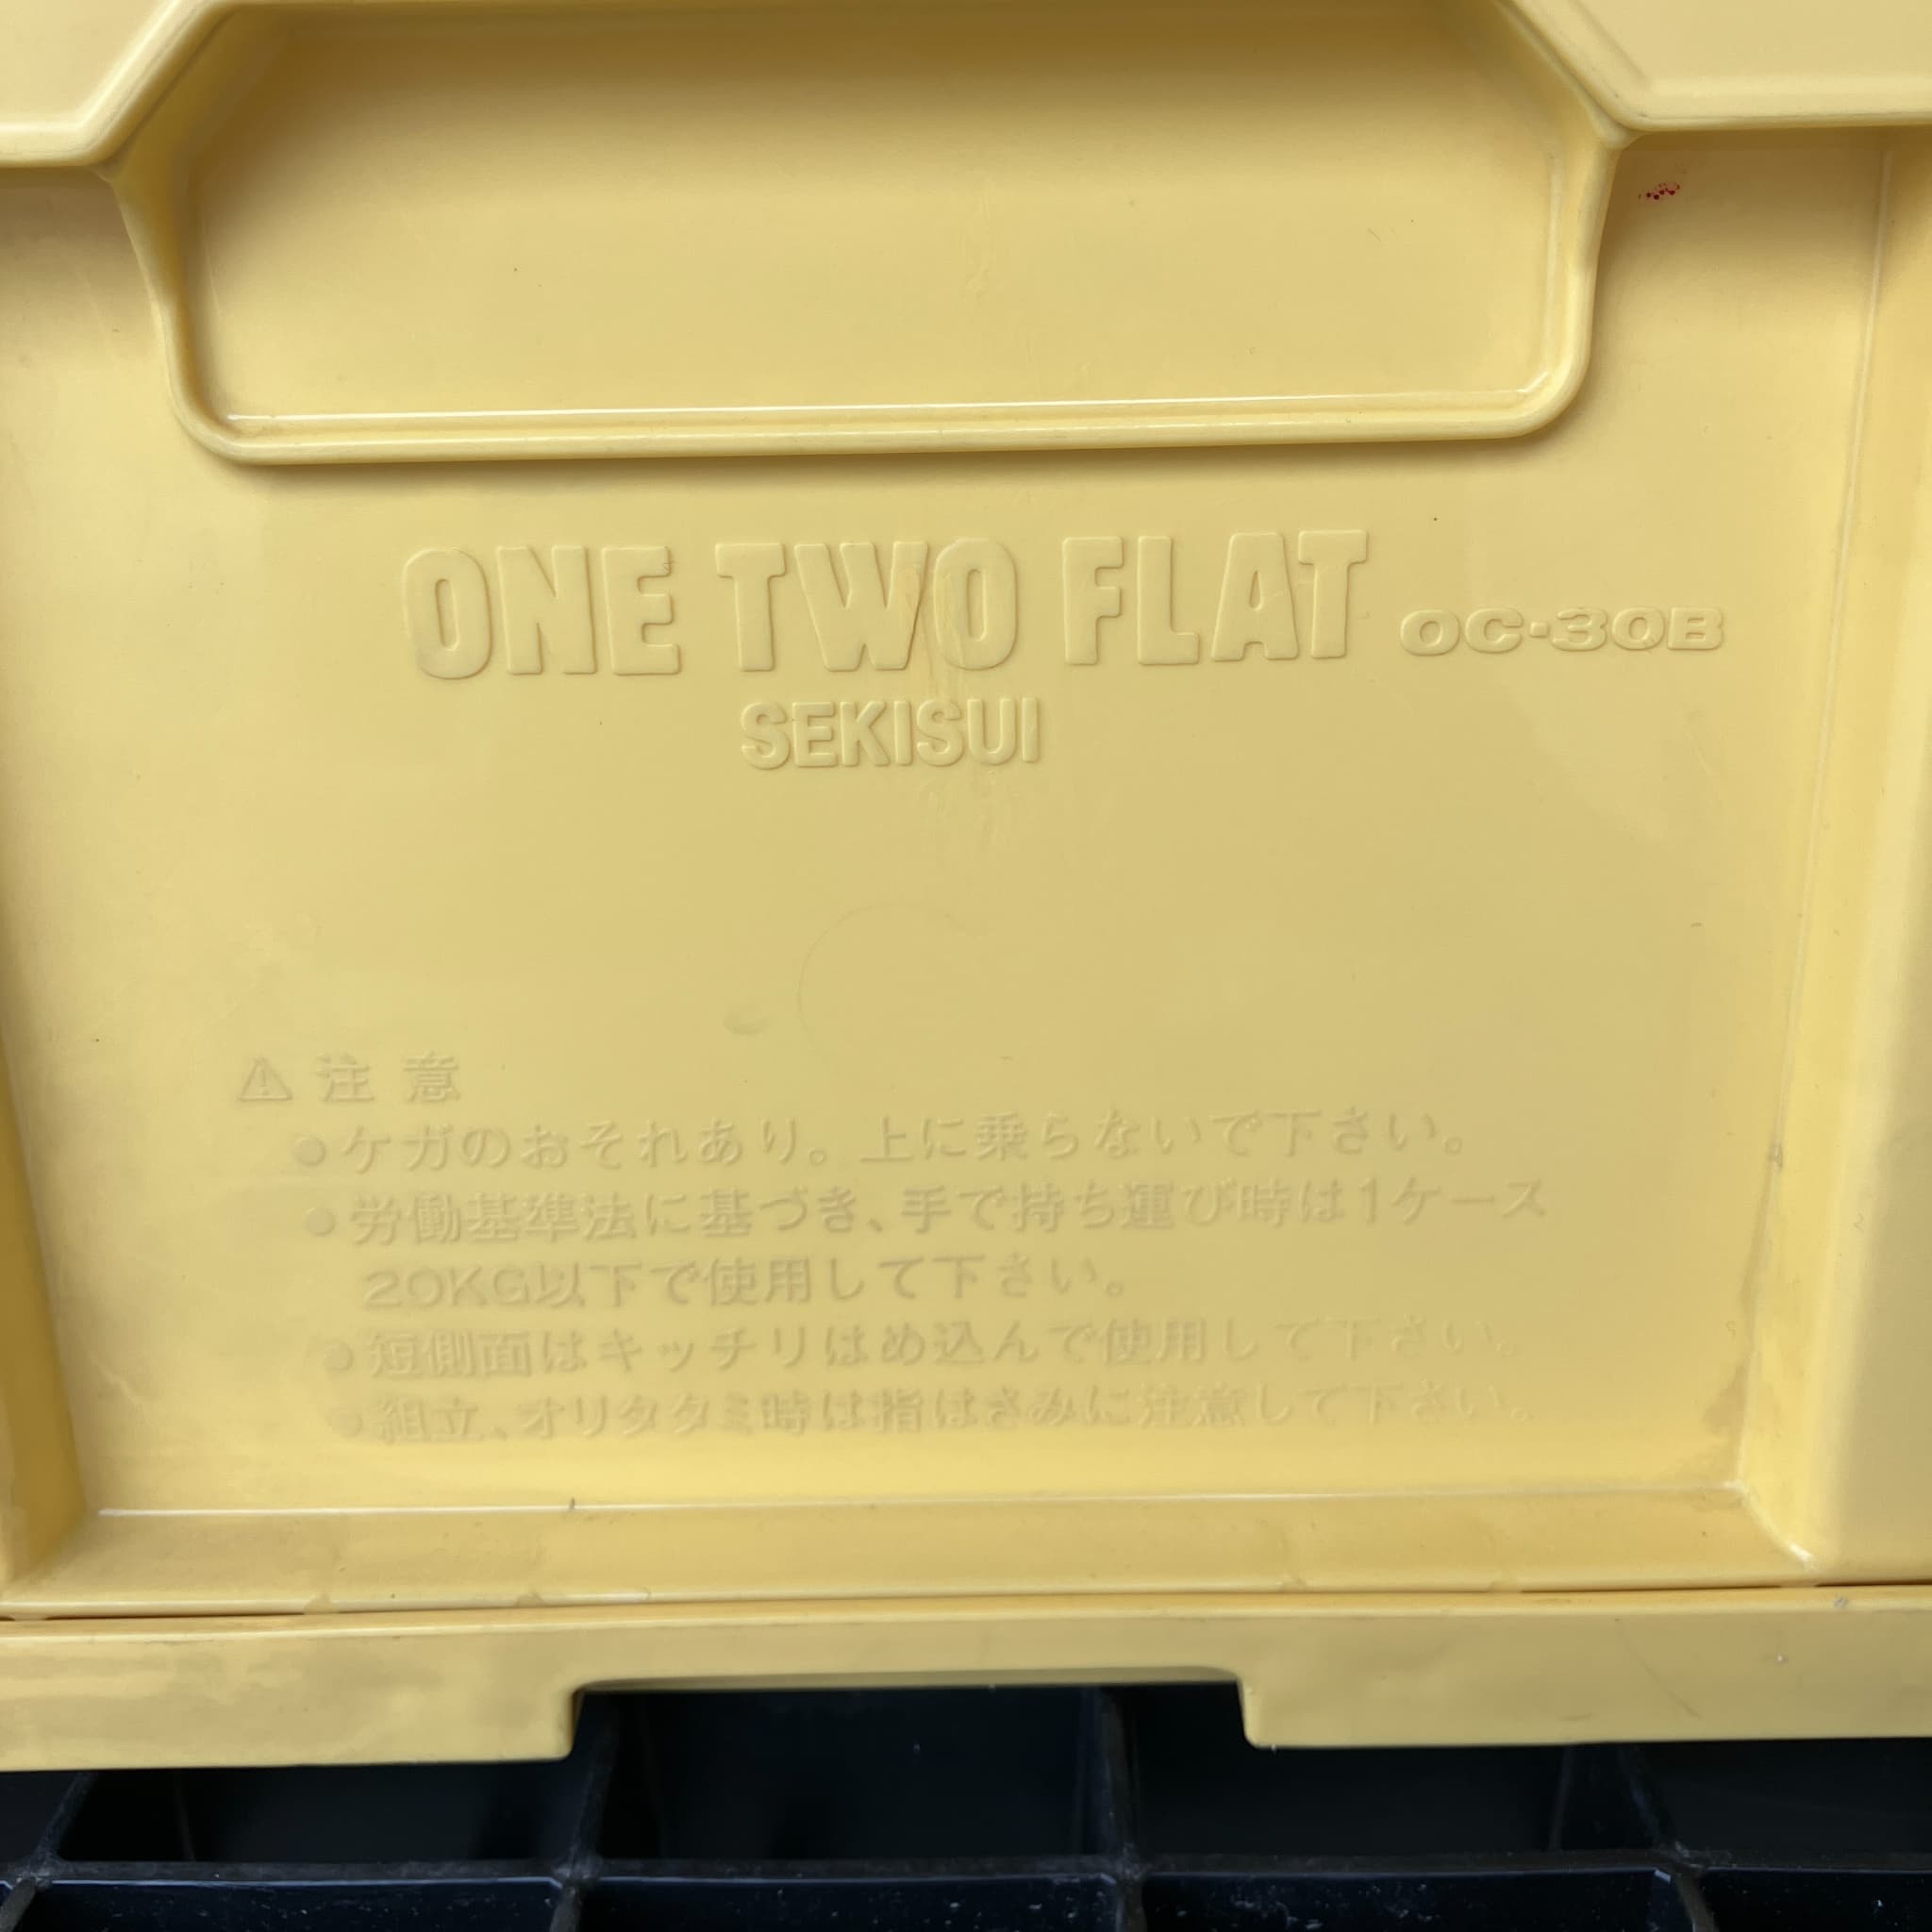 ONE TWO FLAT OC-30B
SEKISUI
⚠ 注意
●ケガのおそれあり。上に乗らないで下さい。
●労働基準法に基づき、手で持ち運び時は1ケース
20KG以下で使用して下さい。
●短側面はキッチリはめ込んで使用して下さい。
●組立、オリタタミ時は指はさみに注意して下さい。